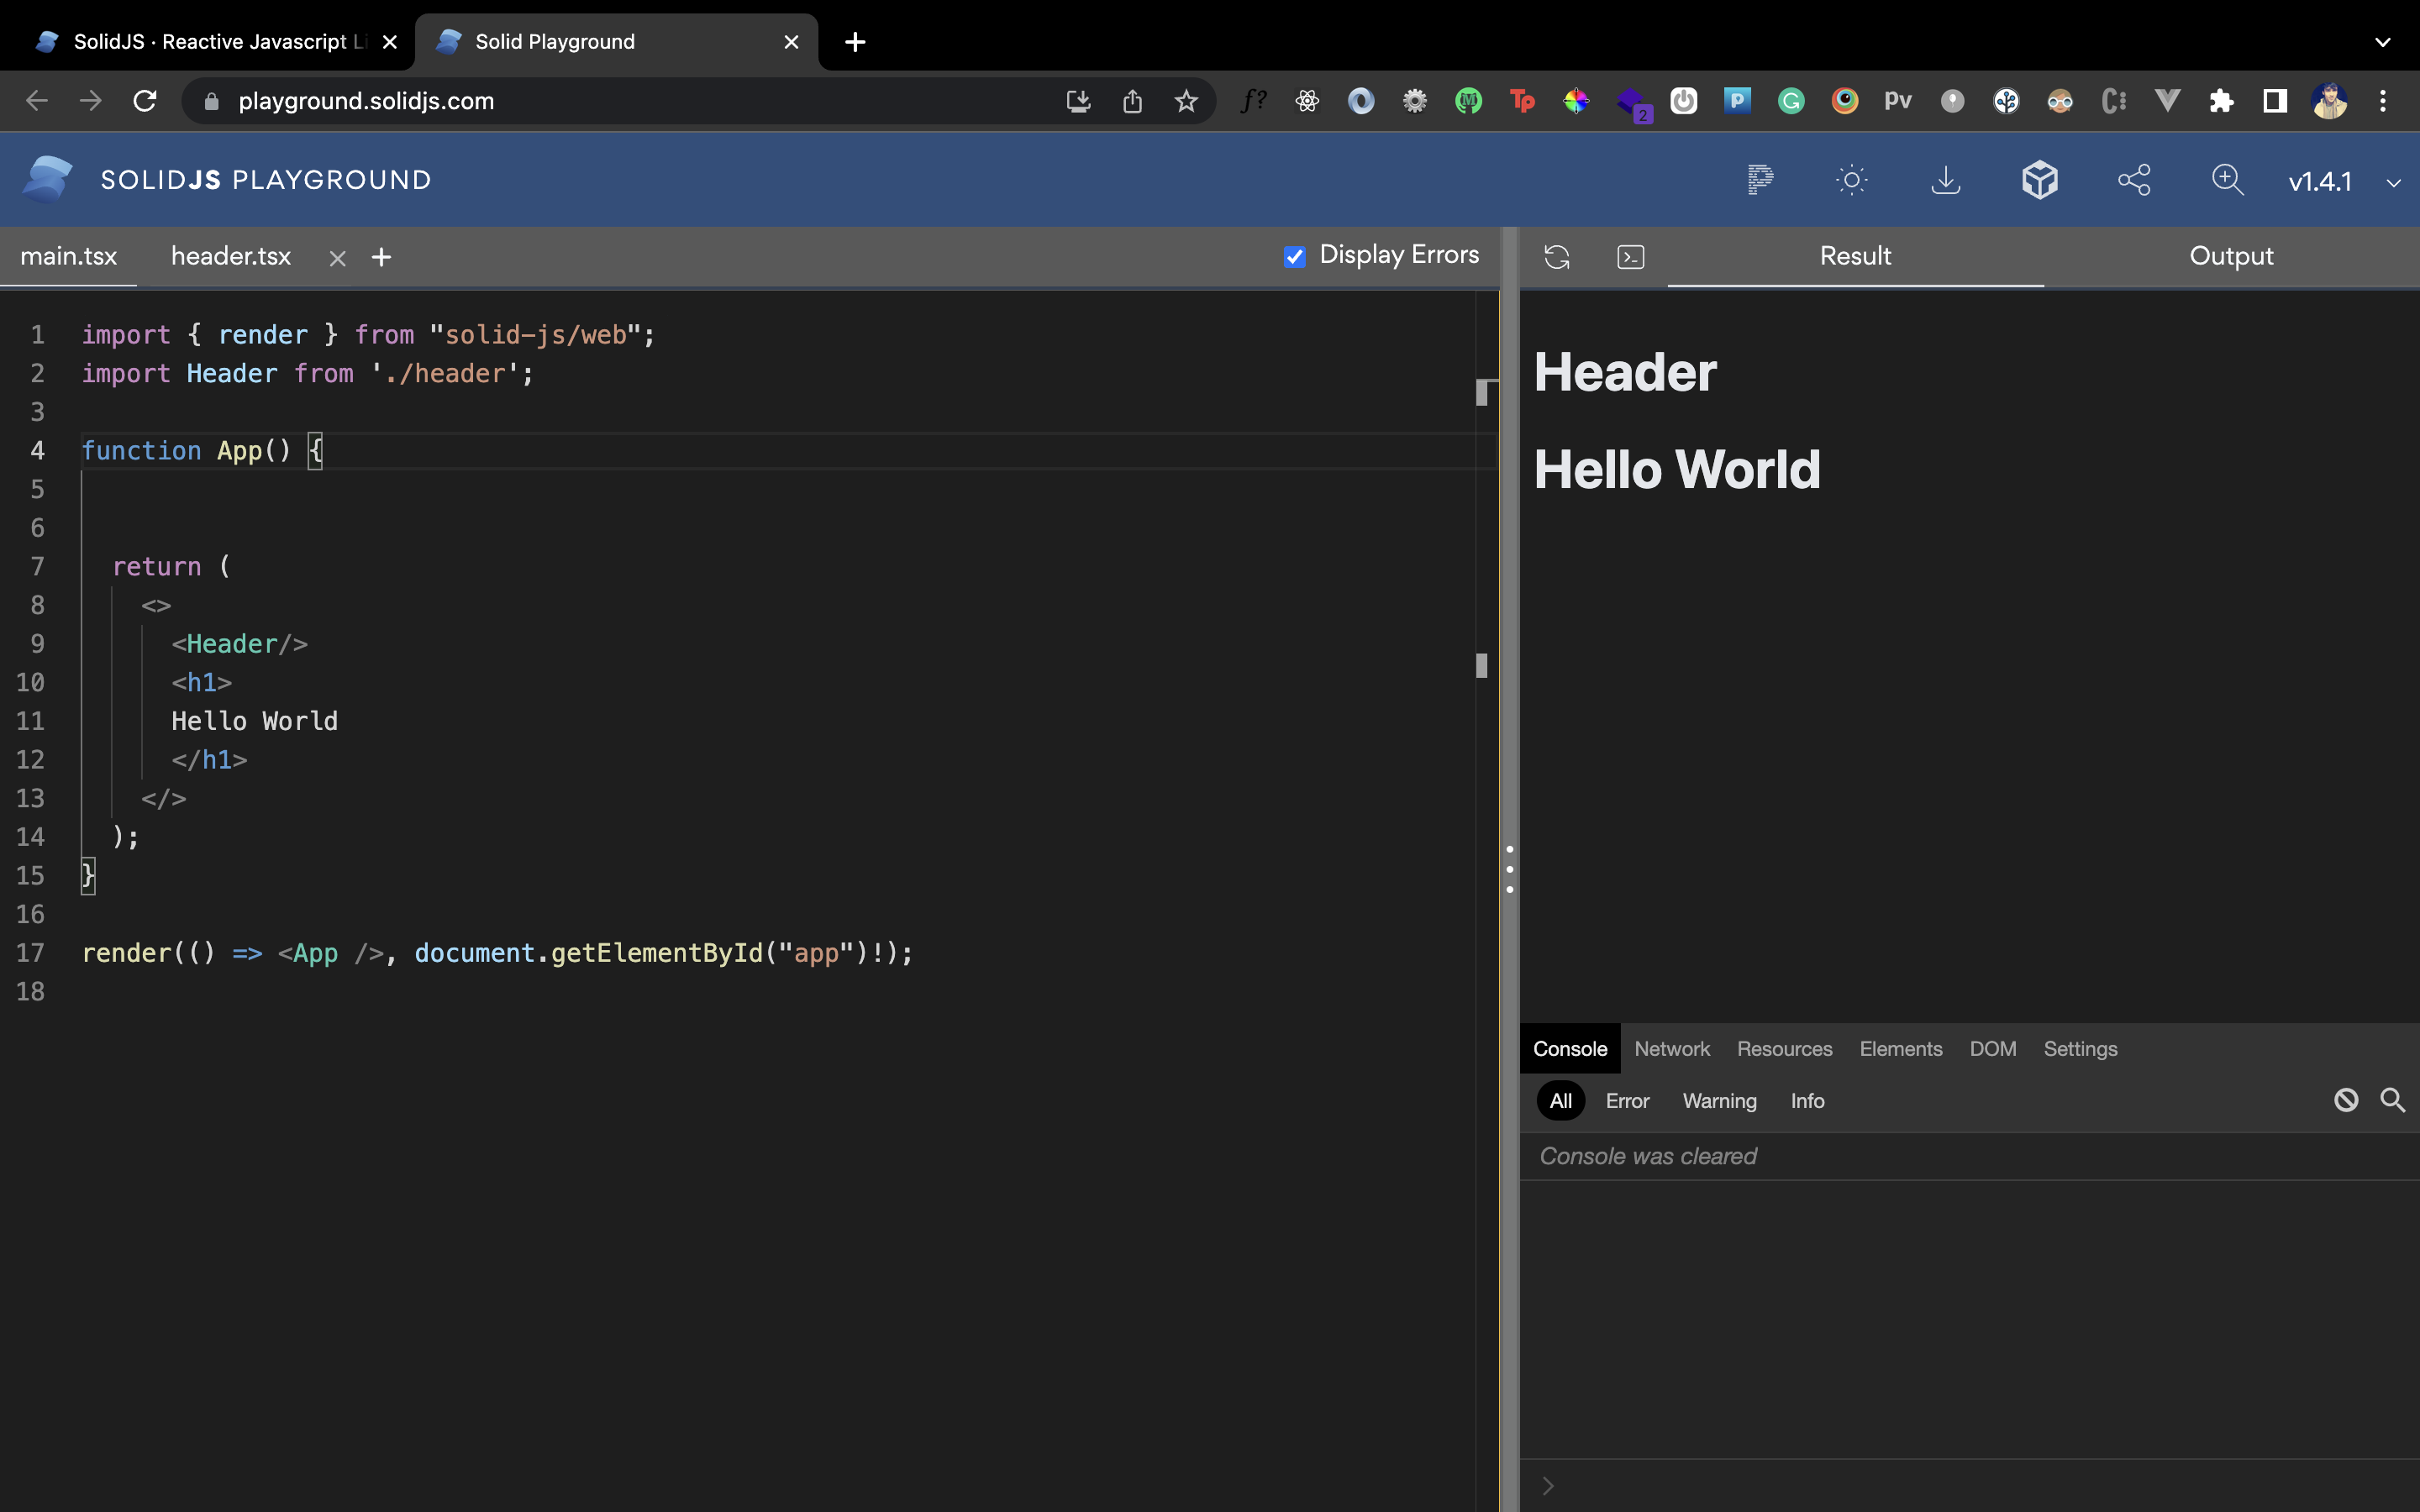 SolidJS · Reactive Javascript Li
Solid Playground
playground.solidjs.com
f?
M
Tp
2
P
G
pv
C
SOLIDJS PLAYGROUND
v1.4.1
main.tsx
header.tsx
Display Errors
Result
Output
1 import { render } from "solid-js/web";
2 import Header from './header';
3
4 function App() {
5
6
7 return (
8 <>
9 <Header/>
10 <h1>
11 Hello World
12 </h1>
13 </>
14 );
15 }
16
17 render(() => <App />, document.getElementById("app")!);
18
Header
Hello World
Console Network Resources Elements DOM Settings
All Error Warning Info
Console was cleared